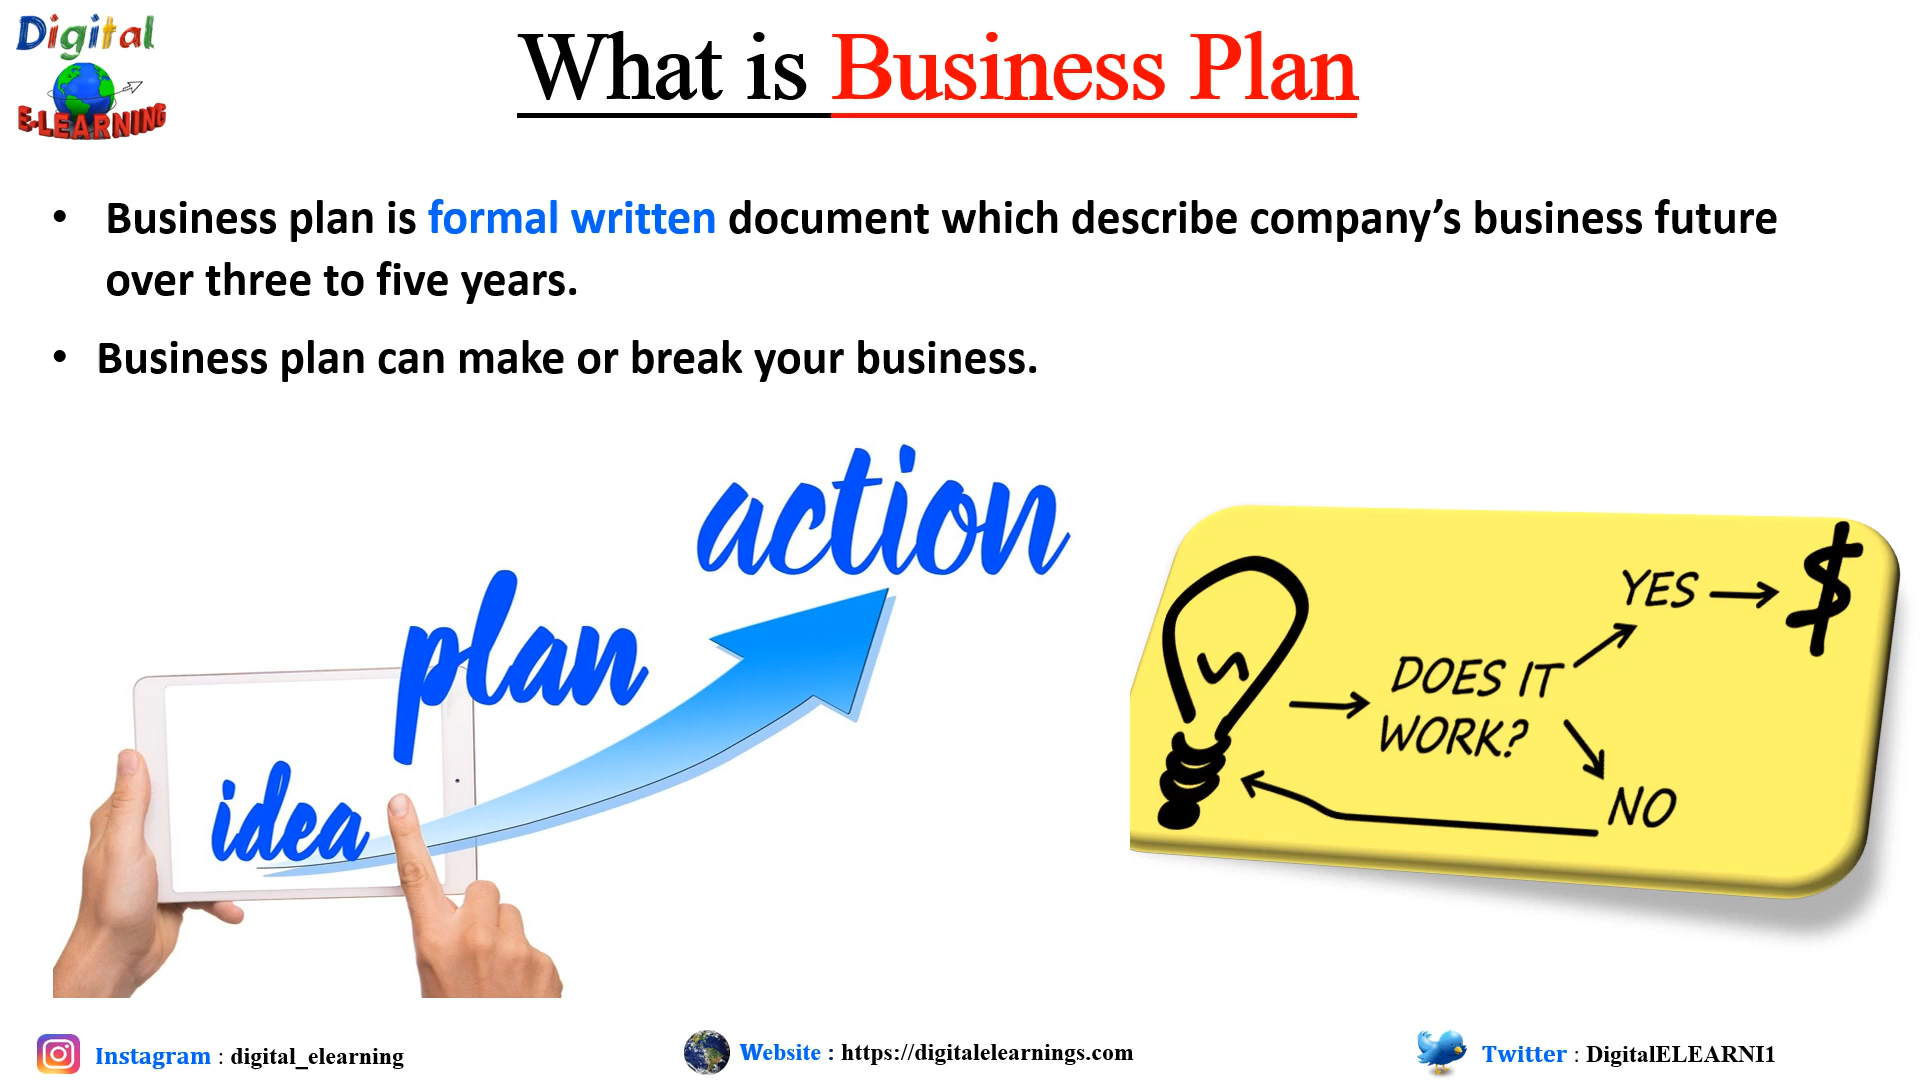 Digital
E-LEARNING
What is Business Plan
• Business plan is formal written document which describe company’s business future
over three to five years.
• Business plan can make or break your business.
action
plan
idea
YES
$
DOES IT
WORK?
NO
Instagram : digital_elearning
Website : https://digitalelearnings.com
Twitter : DigitalELEARNI1